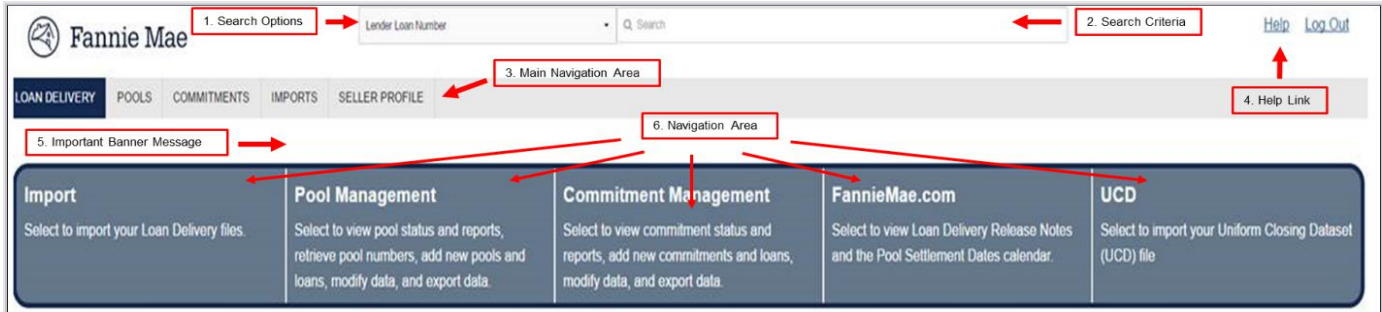 1. Search Options
Lender Loan Number
Search
2. Search Criteria
Help Log Out
Fannie Mae
3. Main Navigation Area
LOAN DELIVERY POOLS COMMITMENTS IMPORTS SELLER PROFILE
4. Help Link
5. Important Banner Message
6. Navigation Area
Import
Select to import your Loan Delivery files.
Pool Management
Select to view pool status and reports,
retrieve pool numbers, add new pools and
loans, modify data, and export data.
Commitment Management
Select to view commitment status and
reports, add new commitments and loans,
modify data, and export data.
FannieMae.com
Select to view Loan Delivery Release Notes
and the Pool Settlement Dates calendar.
UCD
Select to import your Uniform Closing Dataset
(UCD) file